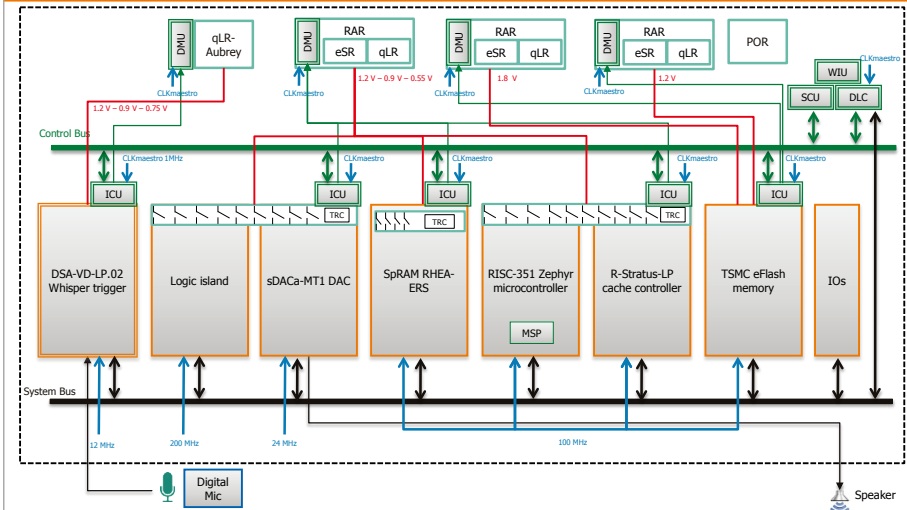 DMU
qLR-
Aubrey
DMU
RAR
eSR
qLR
DMU
RAR
eSR
qLR
DMU
RAR
eSR
qLR
POR
WIU
CLKmaestro
SCU
DLC
CLKmaestro
CLKmaestro
CLKmaestro
CLKmaestro
1.2 V – 0.9 V – 0.55 V
1.8 V
1.2 V
1.2 V – 0.9 V – 0.75 V
Control Bus
CLKmaestro 1MHz
CLKmaestro
CLKmaestro
CLKmaestro
CLKmaestro
ICU
ICU
ICU
ICU
ICU
TRC
TRC
TRC
DSA-VD-LP.02
Whisper trigger
Logic island
sDACa-MT1 DAC
SpRAM RHEA-
ERS
RISC-351 Zephyr
microcontroller
R-Stratus-LP
cache controller
TSMC eFlash
memory
IOs
MSP
System Bus
12 MHz
200 MHz
24 MHz
100 MHz
Digital
Mic
Speaker